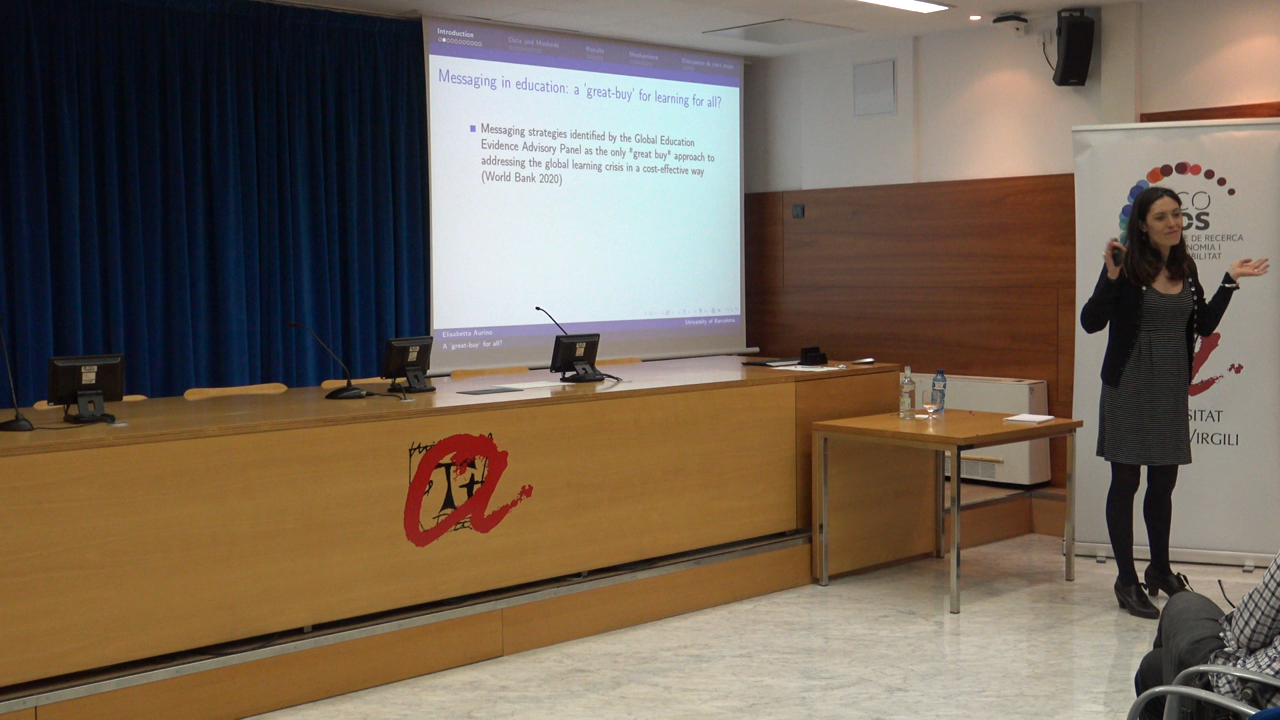 Introduction
Data and Methods
Results
Mechanisms
Messaging in education: a 'great-buy' for learning for all?
Messaging strategies identified by the Global Education
Evidence Advisory Panel as the only "great buy" approach to
addressing the global learning crisis in a cost-effective way
(World Bank 2020)
Elisabetta Aurino
University of Barcelona
A 'great-buy' for all?
CO
OS
E DE RECERCA
NOMIA I
BILITAT
SITAT
VIRGILI